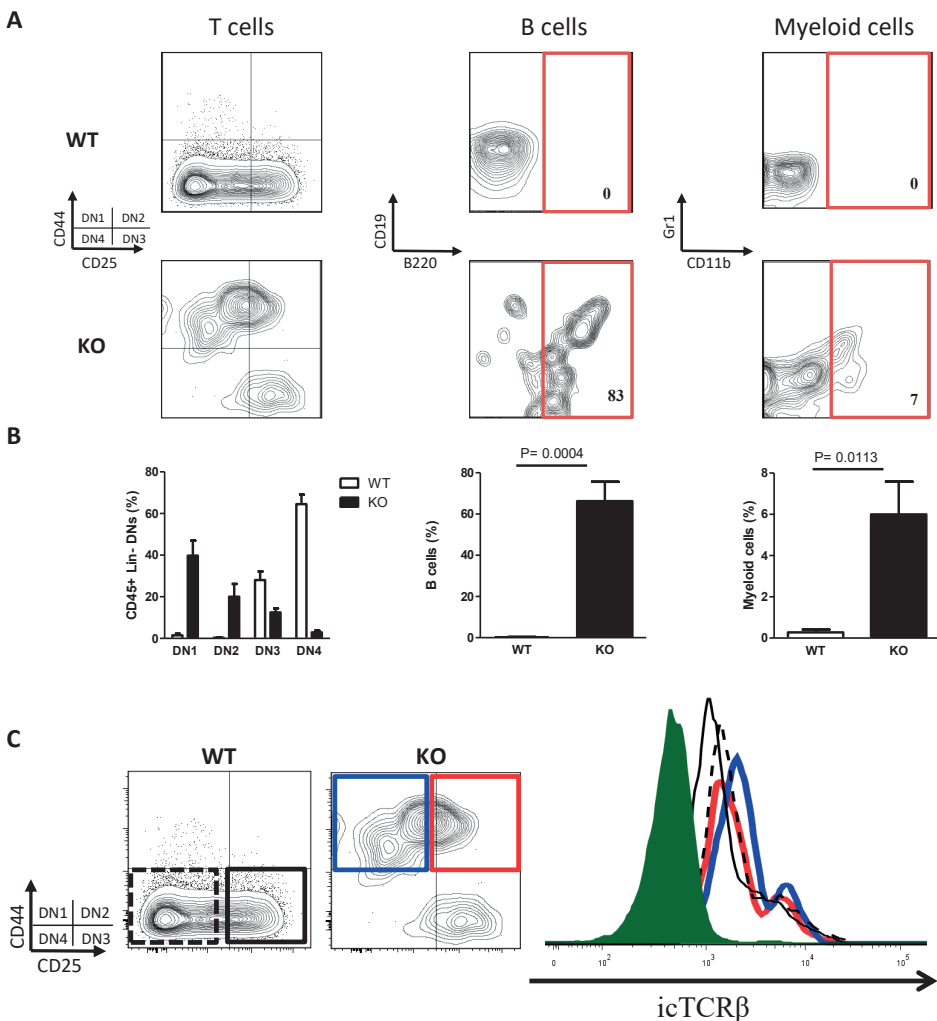 A
T cells
B cells
Myeloid cells
WT
0
0
CD44
DN1 DN2
DN4 DN3
CD25
CD19
B220
Gr1
CD11b
KO
83
7
B
CD45+ Lin- DNs (%)
80
60
40
20
0
DN1 DN2 DN3 DN4
WT
KO
P= 0.0004
B cells (%)
80
60
40
20
0
WT KO
P= 0.0113
Myeloid cells (%)
8
6
4
2
0
WT KO
C
WT
KO
CD44
DN1 DN2
DN4 DN3
CD25
0 10² 10³ 10⁴ 10⁵
icTCRβ